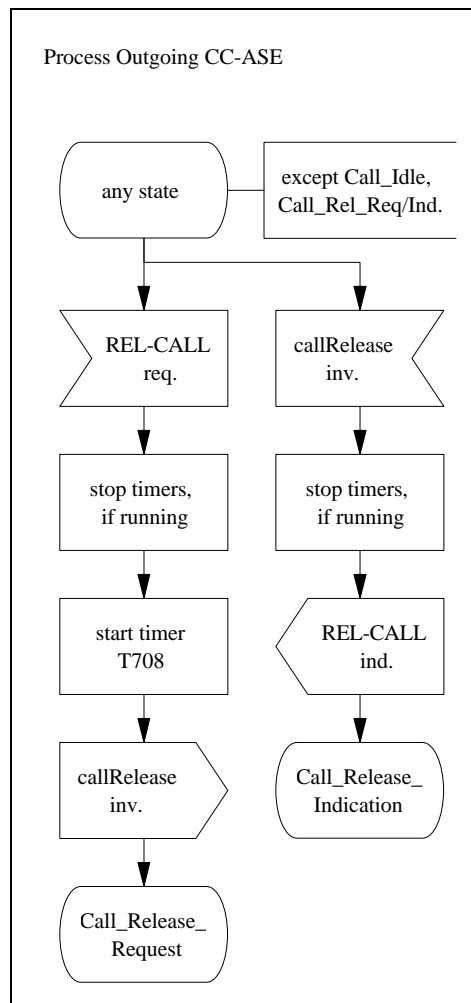 Process Outgoing CC-ASE
any state
except Call_Idle,
Call_Rel_Req/Ind.
REL-CALL
req.
callRelease
inv.
stop timers,
if running
stop timers,
if running
start timer
T708
REL-CALL
ind.
callRelease
inv.
Call_Release_
Indication
Call_Release_
Request